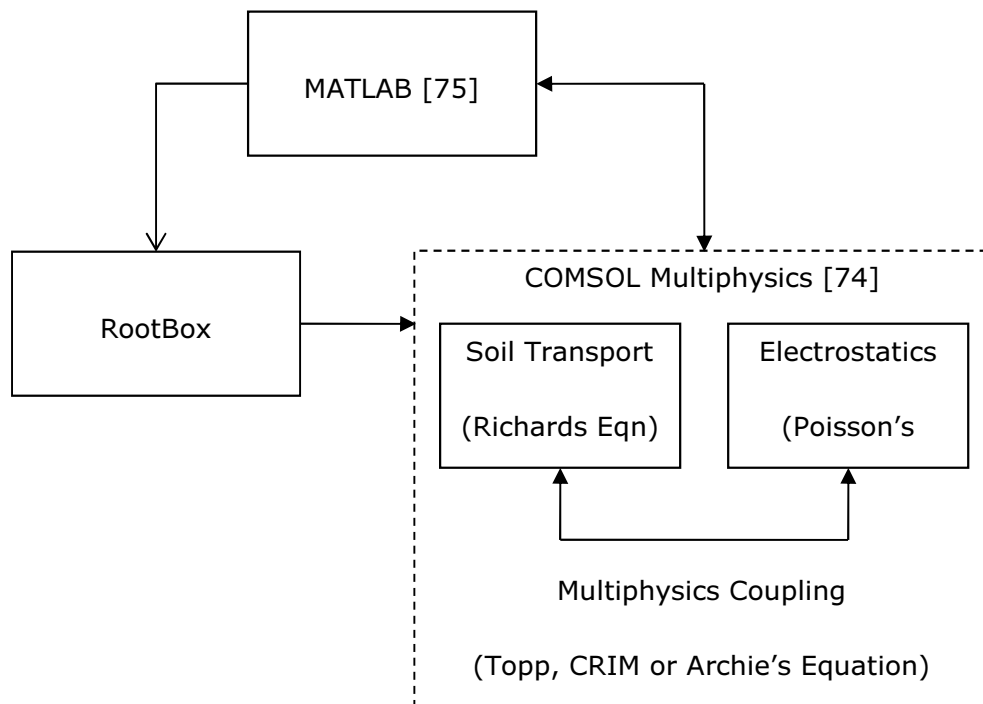 MATLAB [75]
RootBox
COMSOL Multiphysics [74]
Soil Transport
(Richards Eqn)
Electrostatics
(Poisson’s
Multiphysics Coupling
(Topp, CRIM or Archie’s Equation)